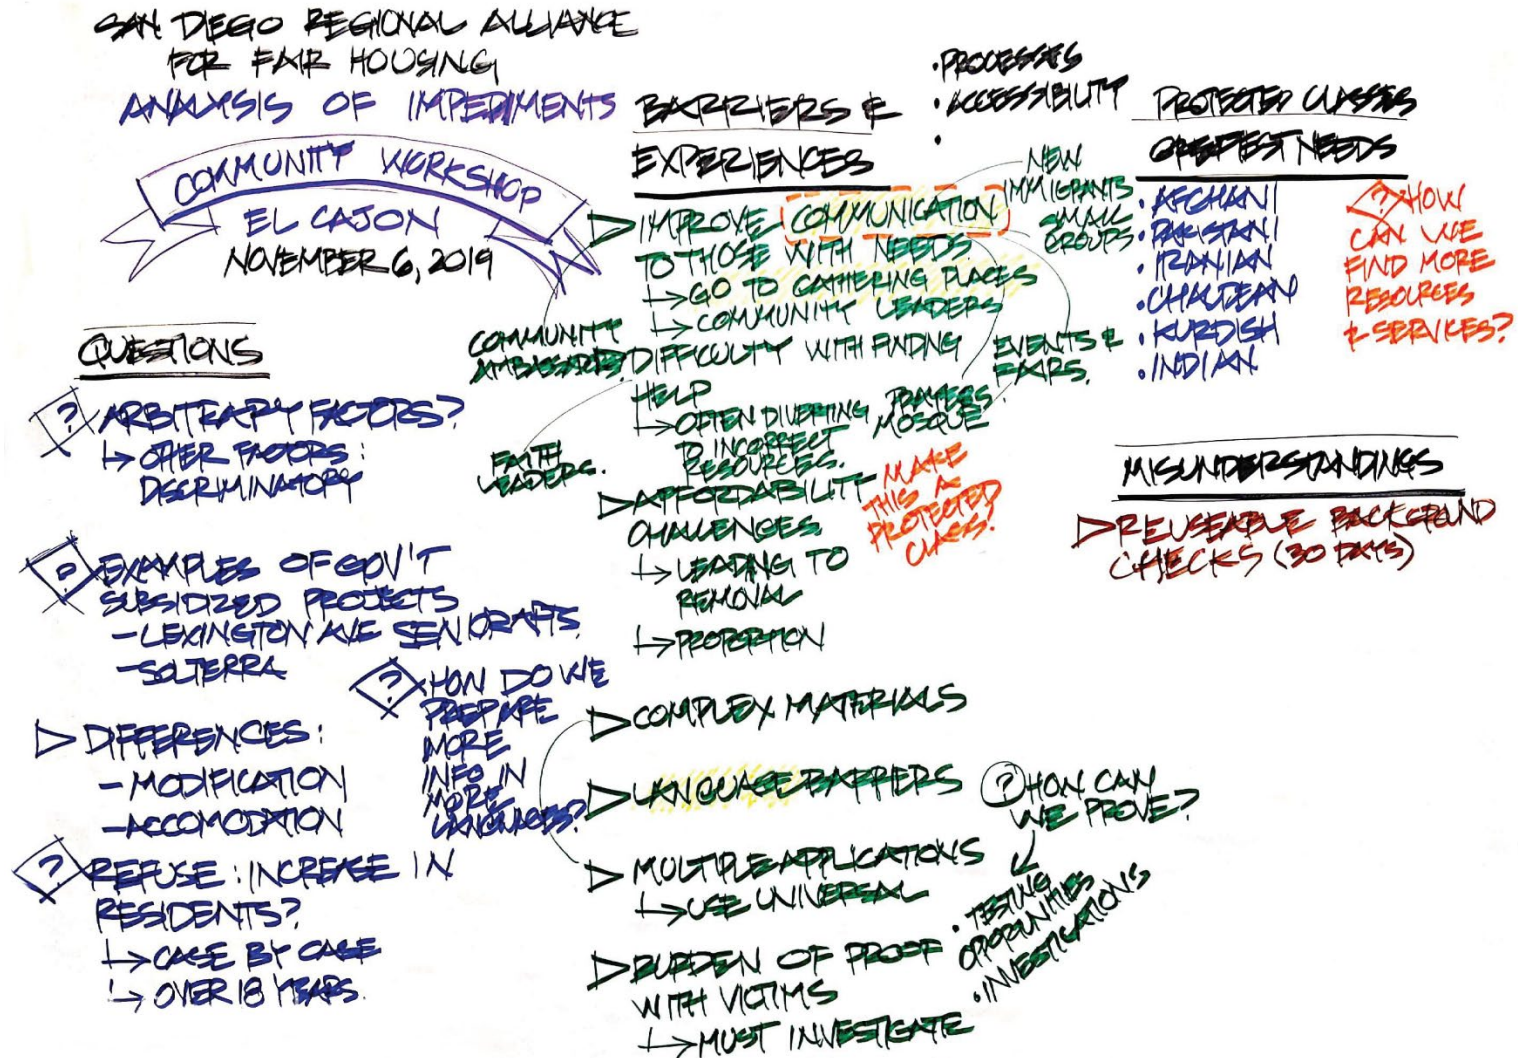 SAN DIEGO REGIONAL ALLIANCE
FOR FAIR HOUSING
ANALYSIS OF IMPEDIMENTS
COMMUNITY WORKSHOP
EL CAJON
NOVEMBER 6, 2019
QUESTIONS
? ARBITRARY FACTORS?
↳ OTHER FACTORS:
DISCRIMINATORY
? EXAMPLES OF GOV'T
SUBSIDIZED PROJECTS
- LEXINGTON AVE SENIOR APTS.
- SOLTERRA
? HOW DO WE
PREPARE
MORE
INFO IN
MORE
LANGUAGES?
▷ DIFFERENCES:
- MODIFICATION
- ACCOMODATION
? REFUSE: INCREASE IN
RESIDENTS?
↳ CASE BY CASE
↳ OVER 18 YEARS.
BARRIERS &
EXPERIENCES
• PROCESSES
• ACCESSIBILITY
•
▷ IMPROVE COMMUNICATION
TO THOSE WITH NEEDS
↳ GO TO GATHERING PLACES
↳ COMMUNITY LEADERS
NEW
IMMIGRANTS
SMALL
GROUPS
COMMUNITY
AMBASSADORS
EVENTS &
FAIRS.
PRAYERS
MOSQUE
FAITH
LEADERS.
▷ DIFFICULTY WITH FINDING
HELP
↳ OFTEN DIVERTING
TO INCORRECT
RESOURCES.
▷ AFFORDABILITY
CHALLENGES
↳ LEADING TO
REMOVAL
↳ PROPORTION
MAKE
THIS A
PROTECTED
CLASS!
▷ COMPLEX MATERIALS
▷ LANGUAGE BARRIERS
▷ MULTIPLE APPLICATIONS
↳ USE UNIVERSAL
▷ BURDEN OF PROOF
WITH VICTIMS
↳ MUST INVESTIGATE
? HOW CAN
WE PROVE?
• TESTING
OPPORUNITIES
• INVESTIGATIONS
PROTECTED CLASSES
GREATEST NEEDS
• AFGHANI
• PAKISTANI
• IRANIAN
• CHALDEAN
• KURDISH
• INDIAN
? HOW
CAN WE
FIND MORE
RESOURCES
& SERVICES?
MISUNDERSTANDINGS
▷ REUSEABLE BACKGROUND
CHECKS (30 DAYS)